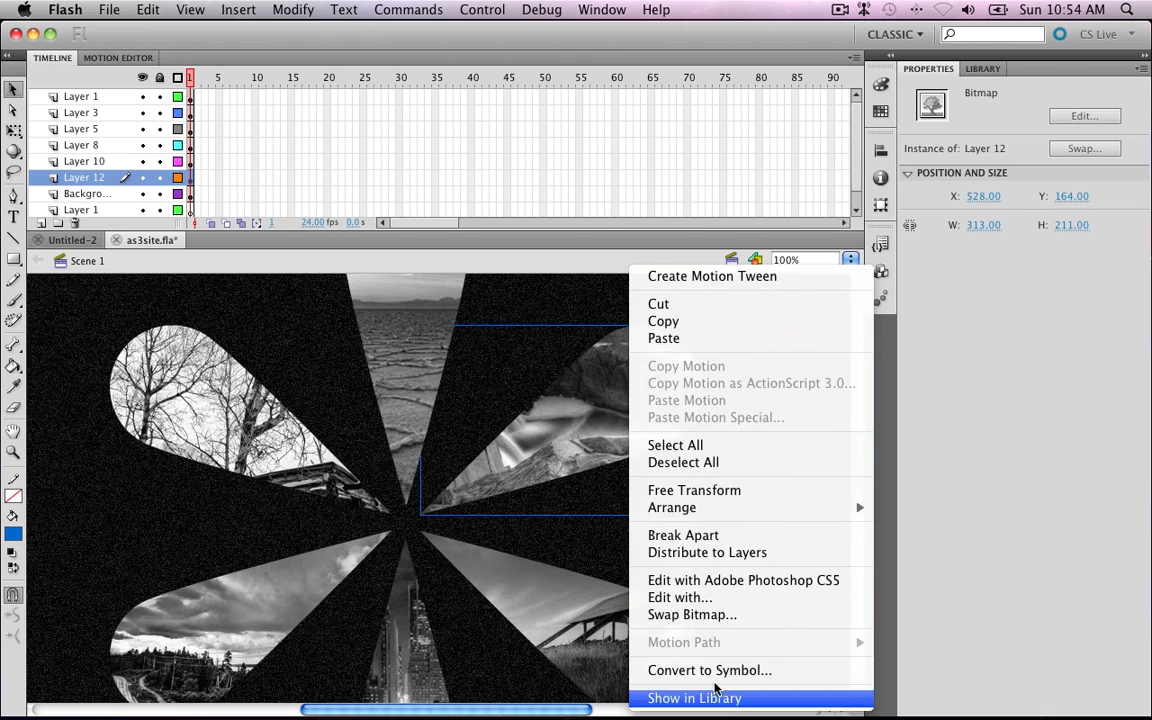 Flash File Edit View Insert Modify Text Commands Control Debug Window Help Sun 10:54 AM
Fl CLASSIC CS Live
TIMELINE MOTION EDITOR PROPERTIES LIBRARY
1 5 10 15 20 25 30 35 40 45 50 55 60 65 70 75 80 85 90
Layer 1
Layer 3
Layer 5
Layer 8
Layer 10
Layer 12
Backgro...
Layer 1
1 24.00 fps 0.0 s
Bitmap
Edit...
Instance of: Layer 12 Swap...
POSITION AND SIZE
X: 528.00 Y: 164.00
W: 313.00 H: 211.00
Untitled-2 as3site.fla*
Scene 1 100%
Create Motion Tween
Cut
Copy
Paste
Copy Motion
Copy Motion as ActionScript 3.0...
Paste Motion
Paste Motion Special...
Select All
Deselect All
Free Transform
Arrange
Break Apart
Distribute to Layers
Edit with Adobe Photoshop CS5
Edit with...
Swap Bitmap...
Motion Path
Convert to Symbol...
Show in Library